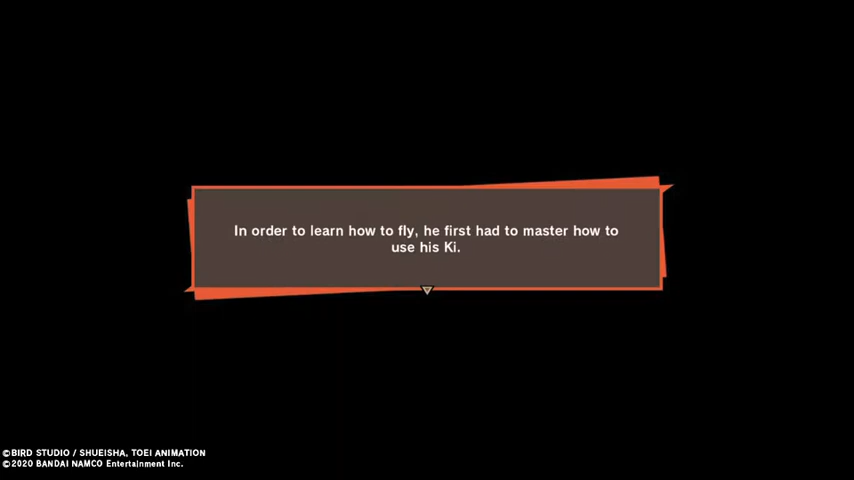 In order to learn how to fly, he first had to master how to
use his Ki.
©BIRD STUDIO / SHUEISHA, TOEI ANIMATION
©2020 BANDAI NAMCO Entertainment Inc.